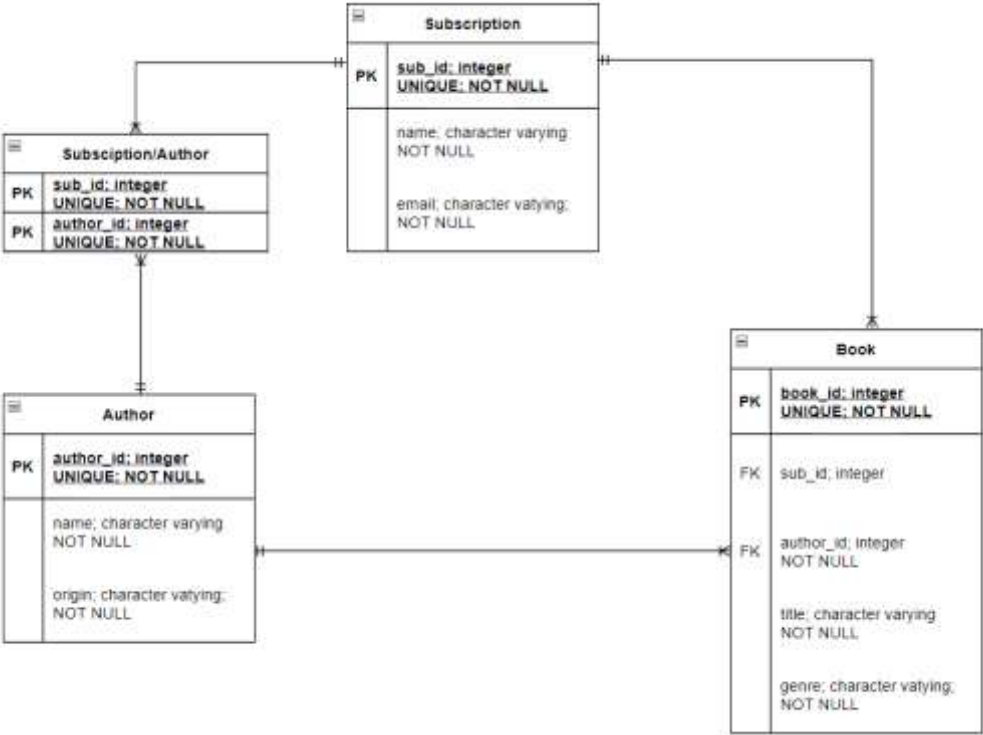 Subscription
PK
sub_id; integer
UNIQUE; NOT NULL
name; character varying
NOT NULL
email; character vatying;
NOT NULL
Subsciption/Author
PK
sub_id; integer
UNIQUE; NOT NULL
PK
author_id; integer
UNIQUE; NOT NULL
Author
PK
author_id; integer
UNIQUE; NOT NULL
name; character varying
NOT NULL
origin; character vatying;
NOT NULL
Book
PK
book_id; integer
UNIQUE; NOT NULL
FK
sub_id; integer
FK
author_id; integer
NOT NULL
title; character varying
NOT NULL
genre; character vatying;
NOT NULL